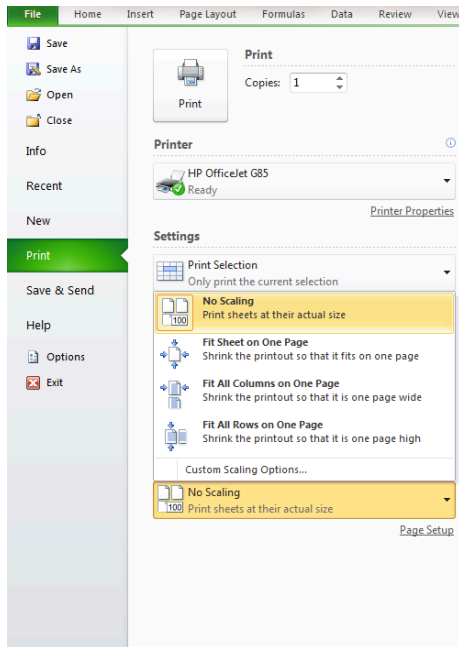 File Home Insert Page Layout Formulas Data Review View
Save
Save As
Open
Close
Info
Recent
New
Print
Save & Send
Help
Options
Exit
Print
Print
Copies: 1
Printer
HP OfficeJet G85
Ready
Printer Properties
Settings
Print Selection
Only print the current selection
No Scaling
Print sheets at their actual size
100
Fit Sheet on One Page
Shrink the printout so that it fits on one page
Fit All Columns on One Page
Shrink the printout so that it is one page wide
Fit All Rows on One Page
Shrink the printout so that it is one page high
Custom Scaling Options...
No Scaling
100 Print sheets at their actual size
Page Setup